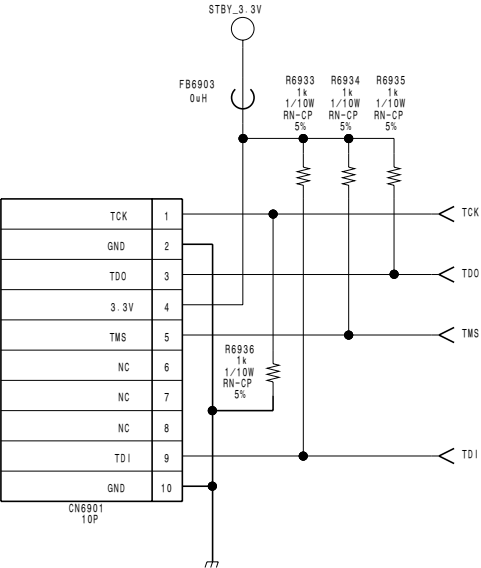 STBY_3.3V
FB6903
0uH
R6933
1k
1/10W
RN-CP
5%
R6934
1k
1/10W
RN-CP
5%
R6935
1k
1/10W
RN-CP
5%
TCK 1
GND 2
TDO 3
3.3V 4
TMS 5
NC 6
NC 7
NC 8
TDI 9
GND 10
CN6901
10P
R6936
1k
1/10W
RN-CP
5%
TCK
TDO
TMS
TDI